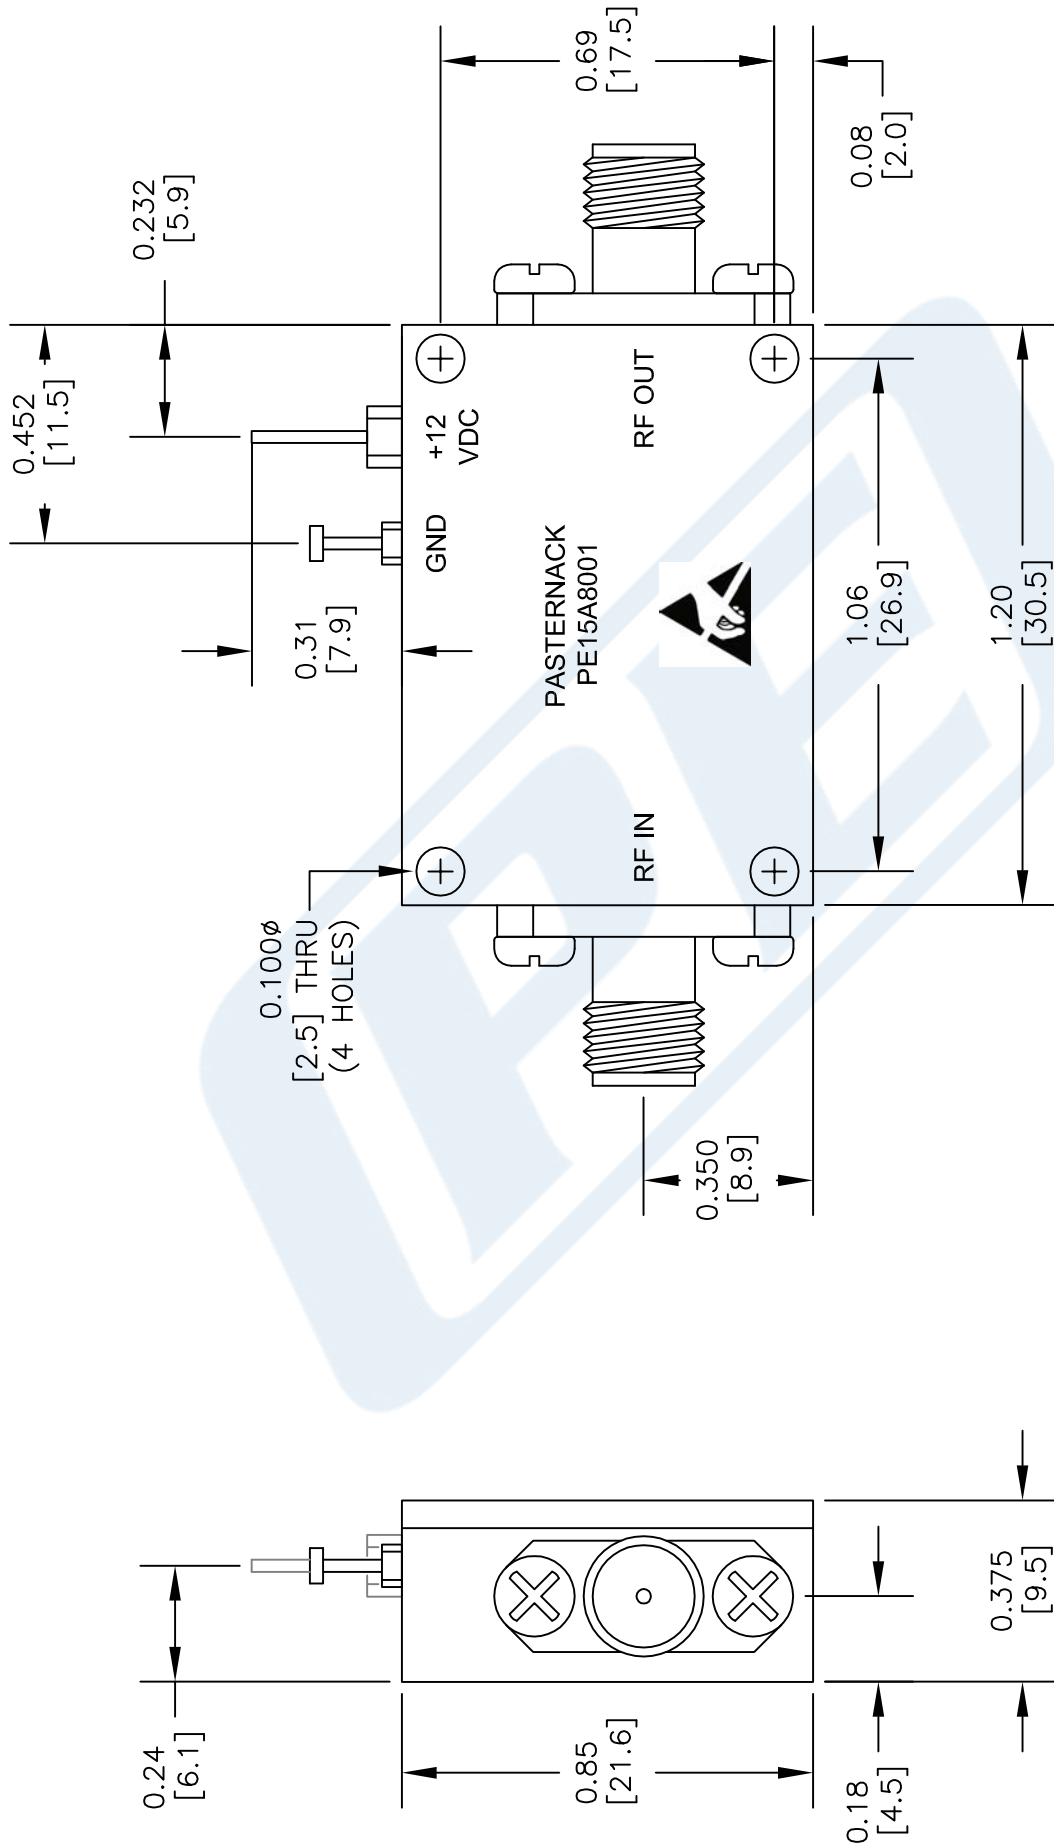 0.24
[6.1]
0.85
[21.6]
0.18
[4.5]
0.375
[9.5]
0.100ø
[2.5] THRU
(4 HOLES)
0.350
[8.9]
0.31
[7.9]
0.452
[11.5]
0.232
[5.9]
GND
+12
VDC
PASTERNACK
PE15A8001
RF IN
RF OUT
0.69
[17.5]
0.08
[2.0]
1.06
[26.9]
1.20
[30.5]
PE